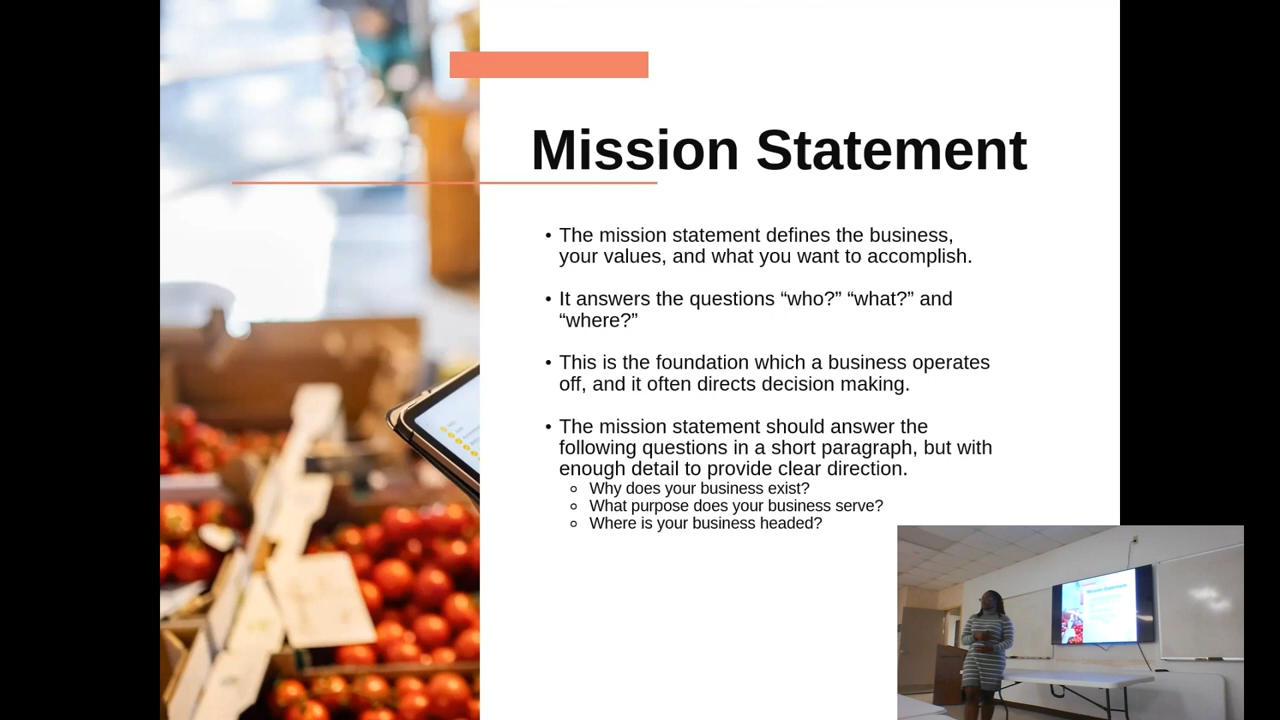 Mission Statement
• The mission statement defines the business,
your values, and what you want to accomplish.
• It answers the questions “who?” “what?” and
“where?”
• This is the foundation which a business operates
off, and it often directs decision making.
• The mission statement should answer the
following questions in a short paragraph, but with
enough detail to provide clear direction.
○ Why does your business exist?
○ What purpose does your business serve?
○ Where is your business headed?
Mission Statement